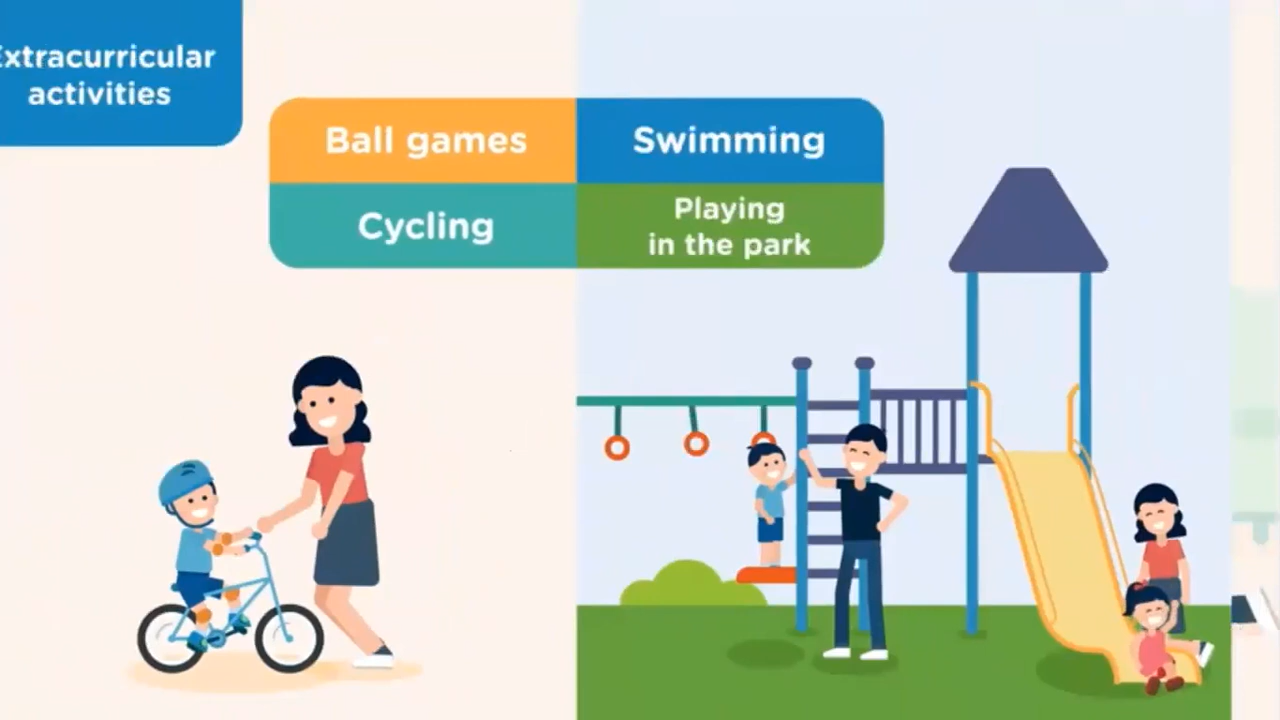 Extracurricular
activities
Ball games
Swimming
Cycling
Playing
in the park